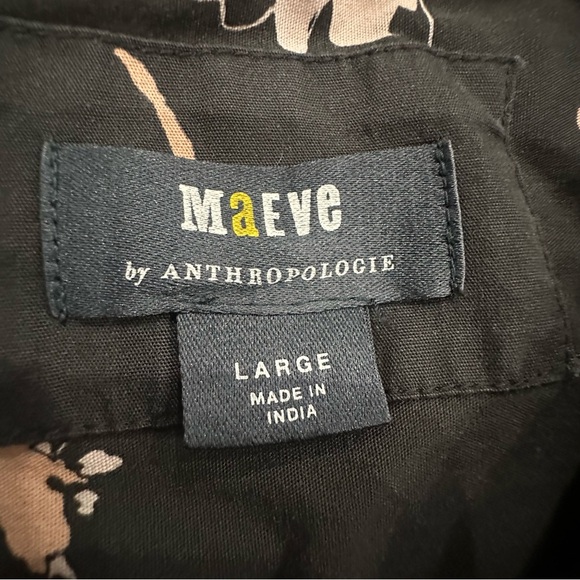 MaEVe
by ANTHROPOLOGIE
LARGE
MADE IN
INDIA